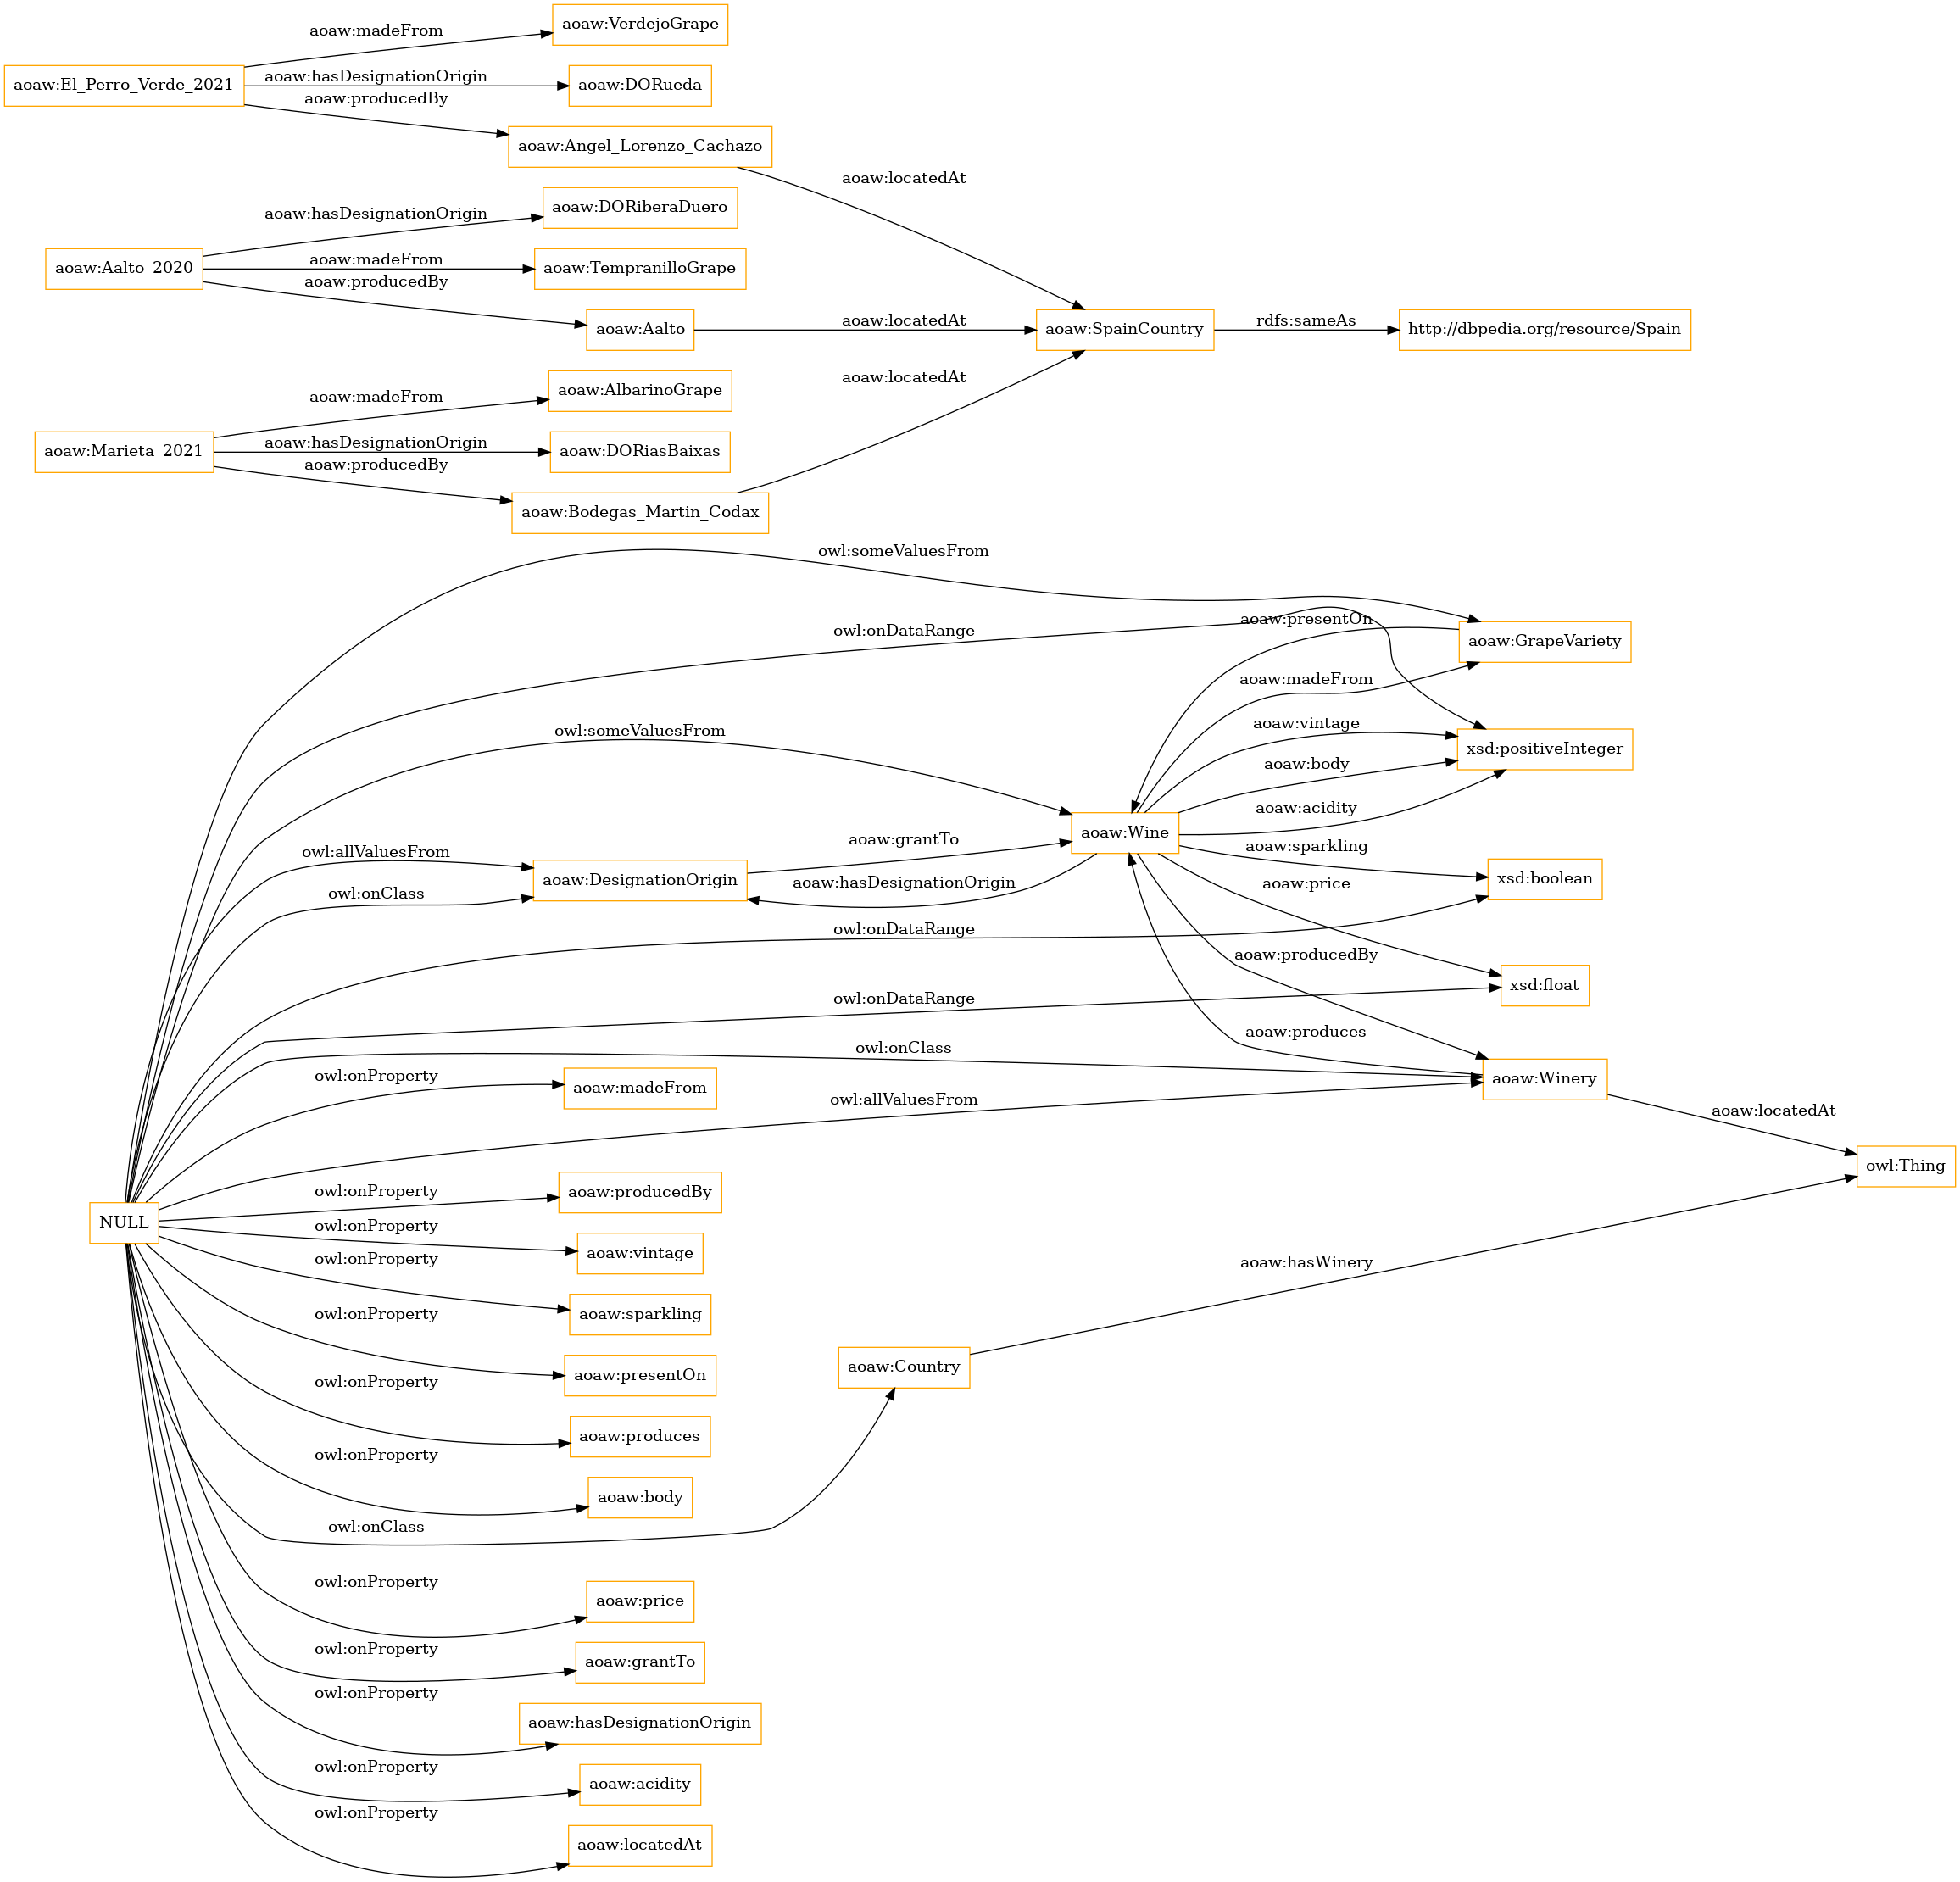 aoaw:VerdejoGrape
aoaw:madeFrom
aoaw:El_Perro_Verde_2021
aoaw:hasDesignationOrigin
aoaw:DORueda
aoaw:producedBy
aoaw:Angel_Lorenzo_Cachazo
aoaw:locatedAt
aoaw:DORiberaDuero
aoaw:hasDesignationOrigin
aoaw:Aalto_2020
aoaw:madeFrom
aoaw:TempranilloGrape
aoaw:producedBy
aoaw:Aalto
aoaw:locatedAt
aoaw:SpainCountry
rdfs:sameAs
http://dbpedia.org/resource/Spain
aoaw:locatedAt
aoaw:AlbarinoGrape
aoaw:madeFrom
aoaw:Marieta_2021
aoaw:hasDesignationOrigin
aoaw:DORiasBaixas
aoaw:producedBy
aoaw:Bodegas_Martin_Codax
owl:someValuesFrom
aoaw:presentOn
owl:onDataRange
aoaw:GrapeVariety
aoaw:madeFrom
aoaw:vintage
owl:someValuesFrom
xsd:positiveInteger
aoaw:body
aoaw:acidity
aoaw:Wine
aoaw:grantTo
aoaw:sparkling
owl:allValuesFrom
aoaw:DesignationOrigin
aoaw:hasDesignationOrigin
aoaw:price
xsd:boolean
owl:onClass
owl:onDataRange
aoaw:producedBy
xsd:float
owl:onDataRange
aoaw:produces
owl:onClass
owl:onProperty
aoaw:madeFrom
aoaw:Winery
owl:allValuesFrom
aoaw:locatedAt
owl:Thing
owl:onProperty
aoaw:producedBy
NULL
owl:onProperty
aoaw:vintage
owl:onProperty
aoaw:hasWinery
aoaw:sparkling
owl:onProperty
aoaw:presentOn
aoaw:Country
owl:onProperty
aoaw:produces
owl:onProperty
aoaw:body
owl:onClass
owl:onProperty
aoaw:price
owl:onProperty
aoaw:grantTo
owl:onProperty
aoaw:hasDesignationOrigin
owl:onProperty
aoaw:acidity
owl:onProperty
aoaw:locatedAt